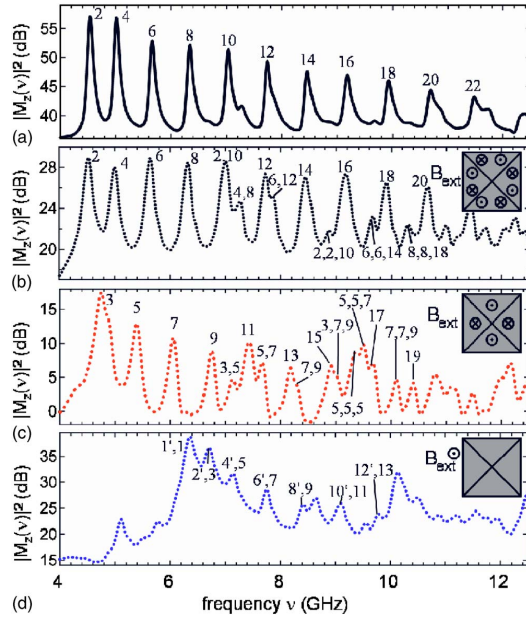 |M_z(ν)|² (dB)
55
50
45
40
2 4 6 8 10 12 14 16 18 20 22
(a)
|M_z(ν)|² (dB)
28
24
20
2 4 6 8 2,10 4,8 12 6,12 14 16 18 20
2,2,10 6,6,14 8,8,18
B_ext
(b)
|M_z(ν)|² (dB)
15
10
5
0
3 5 7 9 3,5 11 5,7 13 7,9 15 3,7,9 5,5,7 17 7,7,9 19
5,5,5
B_ext
(c)
|M_z(ν)|² (dB)
35
30
25
20
15
1',1 2',3 4',5 6',7 8',9 10',11 12',13
B_ext
4 6 8 10 12
(d) frequency ν (GHz)